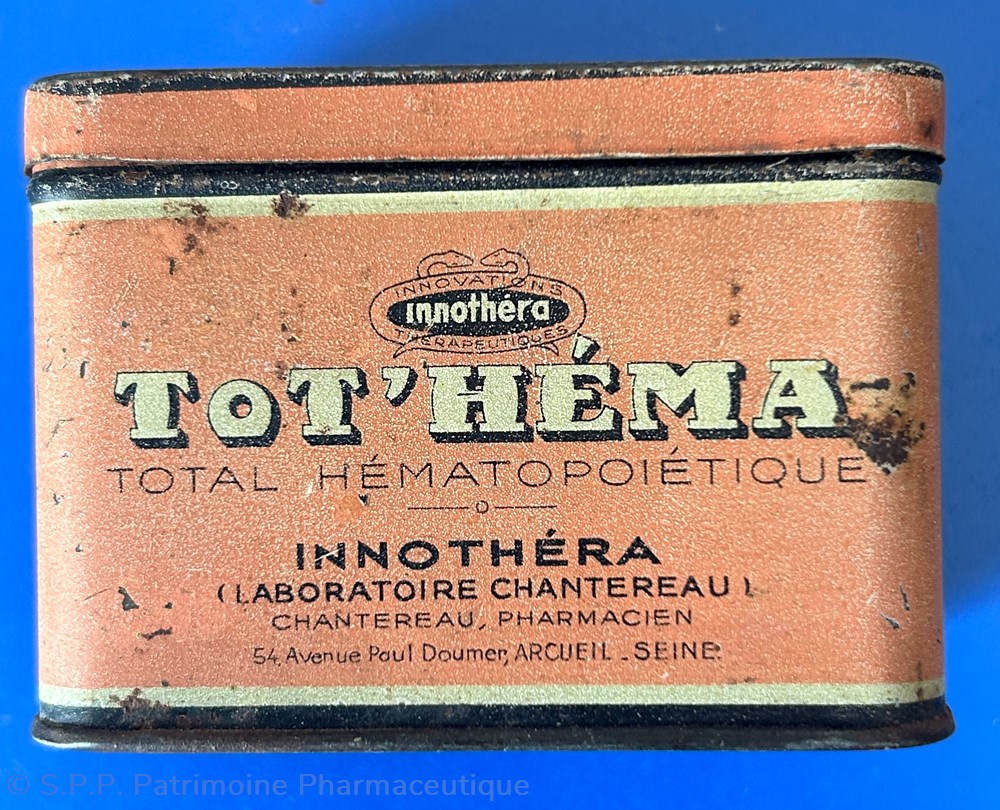 INNOVATIONS
innothéra
THÉRAPEUTIQUES
TOT'HÉMA
TOTAL HÉMATOPOIÉTIQUE
INNOTHÉRA
(LABORATOIRE CHANTEREAU)
CHANTEREAU, PHARMACIEN
54, Avenue Paul Doumer, ARCUEIL - SEINE
© S.P.P. Patrimoine Pharmaceutique